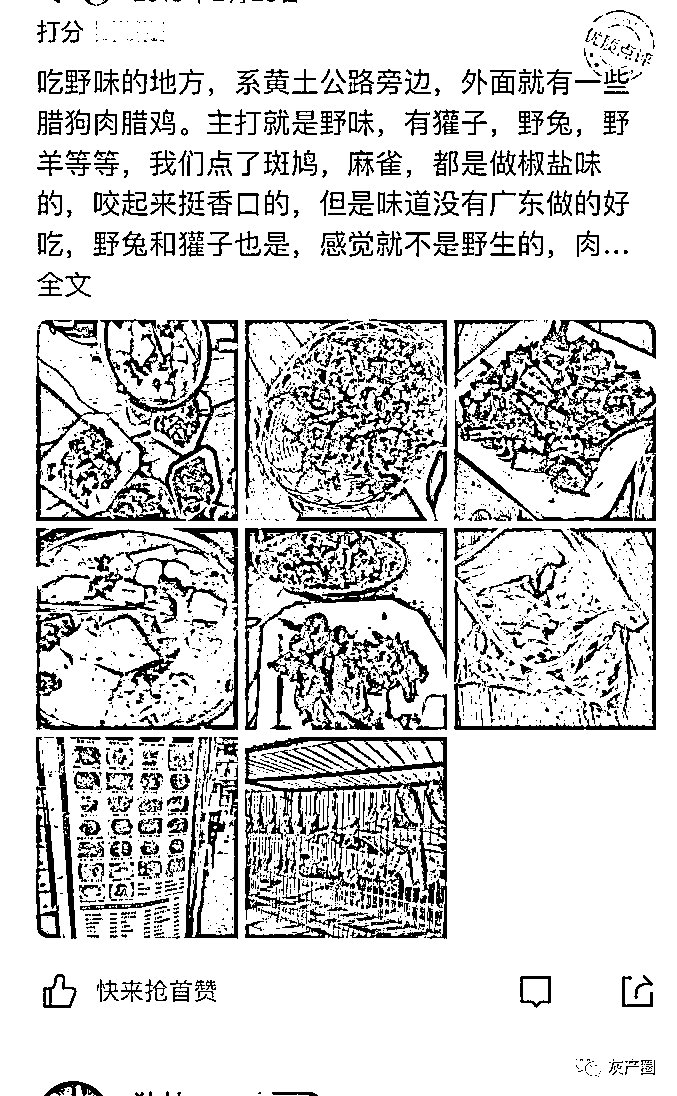 打分
优质点评
吃野味的地方，系黄土公路旁边，外面就有一些
腊狗肉腊鸡。主打就是野味，有獾子，野兔，野
羊等等，我们点了斑鸠，麻雀，都是做椒盐味
的，咬起来挺香口的，但是味道没有广东做的好
吃，野兔和獾子也是，感觉就不是野生的，肉...
全文
快来抢首赞
灰产圈